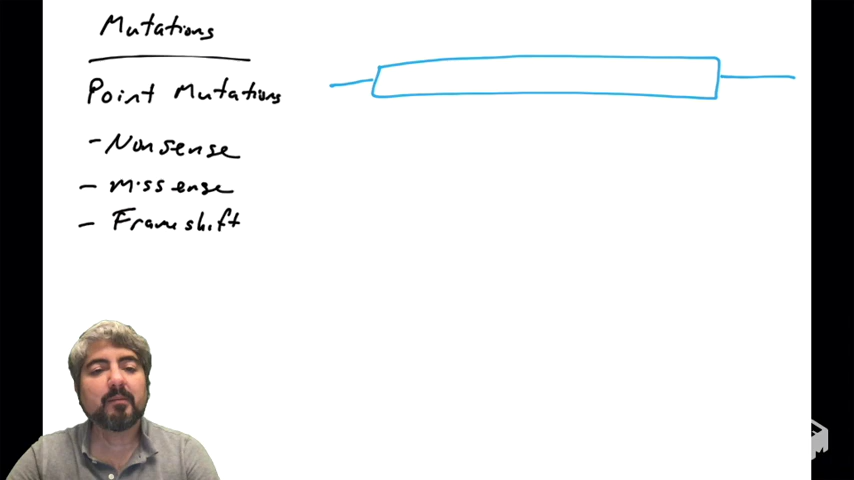 Mutations
Point Mutations
- Nonsense
- missense
- Frameshift